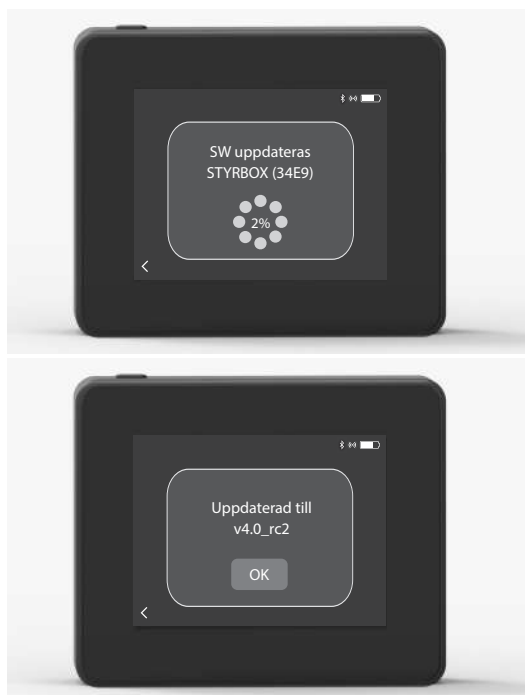 SW uppdateras
STYRBOX (34E9)
2%
Uppdaterad till
v4.0_rc2
OK